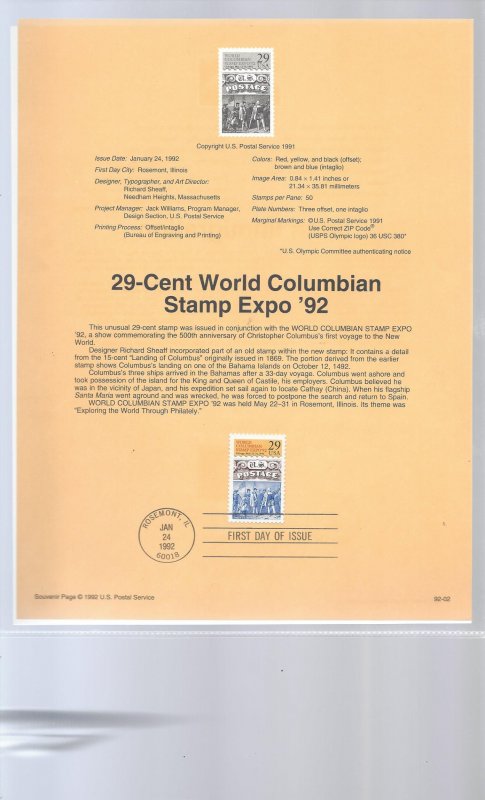 WORLD
COLUMBIAN
STAMP EXPO
29
U.S
POSTAGE
Copyright U.S. Postal Service 1991
Issue Date: January 24, 1992
First Day City: Rosemont, Illinois
Designer, Typographer, and Art Director:
Richard Sheaff,
Needham Heights, Massachusetts
Project Manager: Jack Williams, Program Manager,
Design Section, U.S. Postal Service
Printing Process: Offset/intaglio
(Bureau of Engraving and Printing)
Colors: Red, yellow, and black (offset);
brown and blue (intaglio)
Image Area: 0.84 × 1.41 inches or
21.34 × 35.81 millimeters
Stamps per Pane: 50
Plate Numbers: Three offset, one intaglio
Marginal Markings: ©U.S. Postal Service 1991
Use Correct ZIP Code®
(USPS Olympic logo) 36 USC 380*
*U.S. Olympic Committee authenticating notice
29-Cent World Columbian
Stamp Expo ’92
This unusual 29-cent stamp was issued in conjunction with the WORLD COLUMBIAN STAMP EXPO
’92, a show commemorating the 500th anniversary of Christopher Columbus's first voyage to the New
World.
Designer Richard Sheaff incorporated part of an old stamp within the new stamp: It contains a detail
from the 15-cent "Landing of Columbus" originally issued in 1869. The portion derived from the earlier
stamp shows Columbus's landing on one of the Bahama Islands on October 12, 1492.
Columbus's three ships arrived in the Bahamas after a 33-day voyage. Columbus went ashore and
took possession of the island for the King and Queen of Castile, his employers. Columbus believed he
was in the vicinity of Japan, and his expedition set sail again to locate Cathay (China). When his flagship
Santa Maria went aground and was wrecked, he was forced to postpone the search and return to Spain.
WORLD COLUMBIAN STAMP EXPO ’92 was held May 22–31 in Rosemont, Illinois. Its theme was
"Exploring the World Through Philately."
WORLD
COLUMBIAN
STAMP EXPO
29
USA
U.S
POSTAGE
ROSEMONT, IL
JAN
24
1992
60018
FIRST DAY OF ISSUE
Souvenir Page © 1992 U.S. Postal Service
92-02